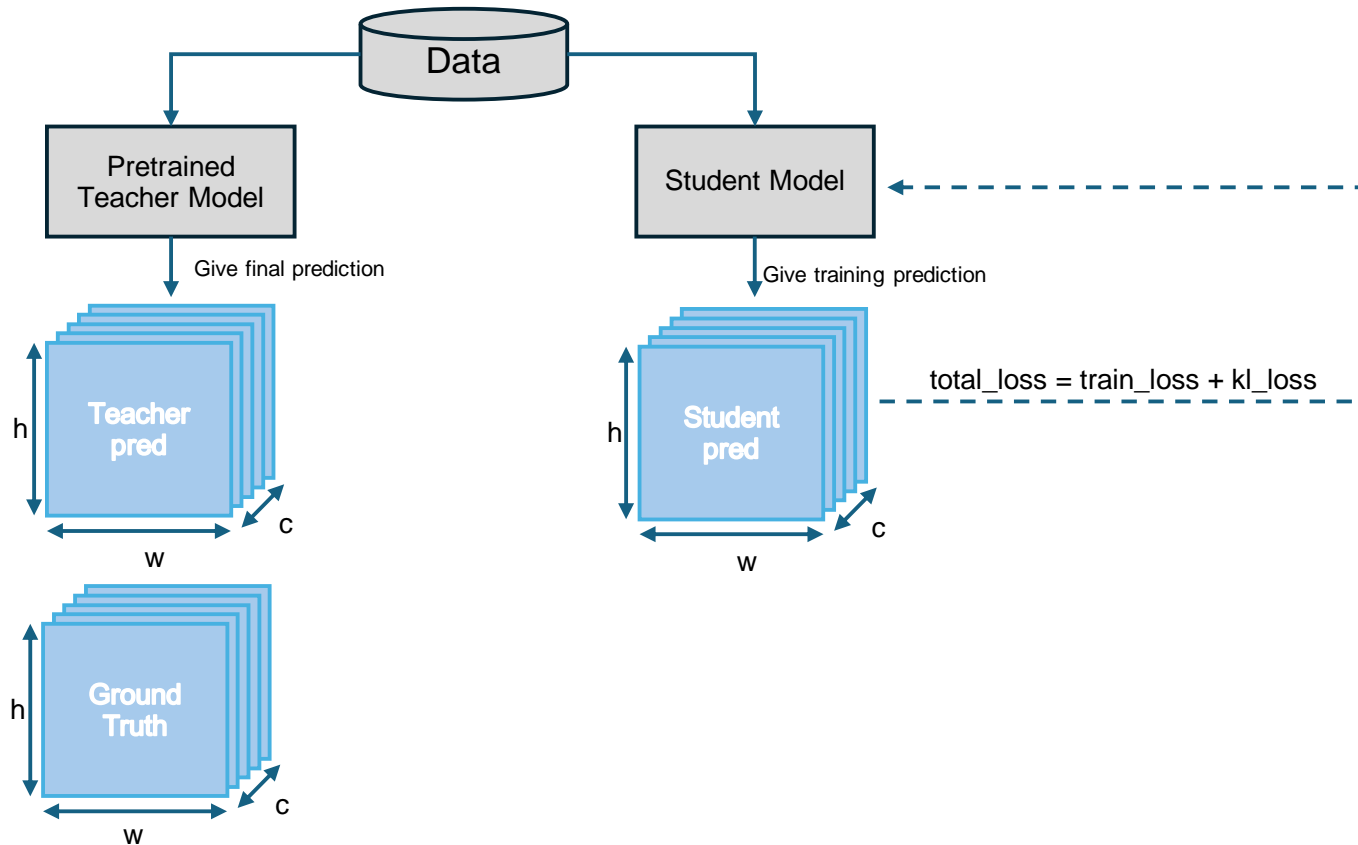 Data
Pretrained
Teacher Model
Student Model
Give final prediction
Give training prediction
h
Teacher
pred
c
w
h
Student
pred
c
w
total_loss = train_loss + kl_loss
h
Ground
Truth
c
w